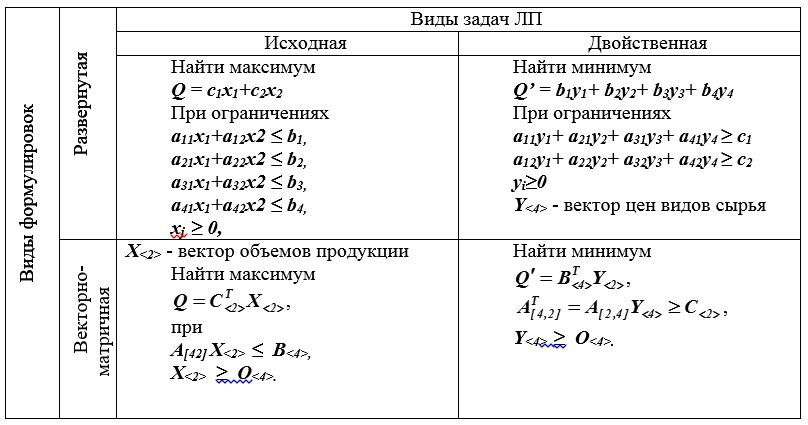 Виды формулировок
Виды задач ЛП
Развернутая
Исходная
Найти максимум
Q = c1x1+c2x2
При ограничениях
a11x1+a12x2 ≤ b1,
a21x1+a22x2 ≤ b2,
a31x1+a32x2 ≤ b3,
a41x1+a42x2 ≤ b4,
xi ≥ 0,
Двойственная
Найти минимум
Q’ = b1y1+ b2y2+ b3y3+ b4y4
При ограничениях
a11y1+ a21y2+ a31y3+ a41y4 ≥ c1
a12y1+ a22y2+ a32y3+ a42y4 ≥ c2
yi≥0
Y<4> - вектор цен видов сырья
Векторно-
матричная
X<2> - вектор объемов продукции
Найти максимум
Q = C^T<2>X<2>,
при
A[42]X<2> ≤ B<4>,
X<2> ≥ O<4>.
Найти минимум
Q' = B^T<4>Y<2>,
A^T[4,2] = A[2,4]Y<4> ≥ C<2>,
Y<4> ≥ O<4>.